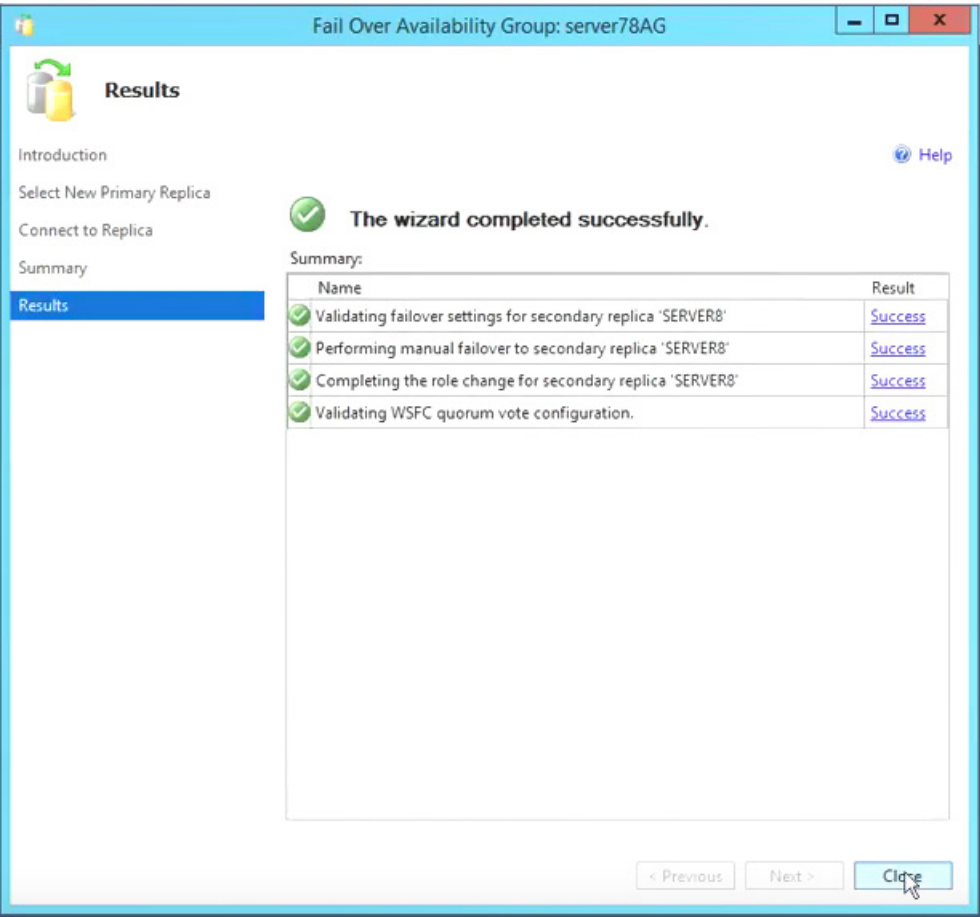 Fail Over Availability Group: server78AG
Results
Introduction
Help
Select New Primary Replica
Connect to Replica
Summary
Results
The wizard completed successfully.
Summary:
Name Result
Validating failover settings for secondary replica 'SERVER8' Success
Performing manual failover to secondary replica 'SERVER8' Success
Completing the role change for secondary replica 'SERVER8' Success
Validating WSFC quorum vote configuration. Success
< Previous Next > Close